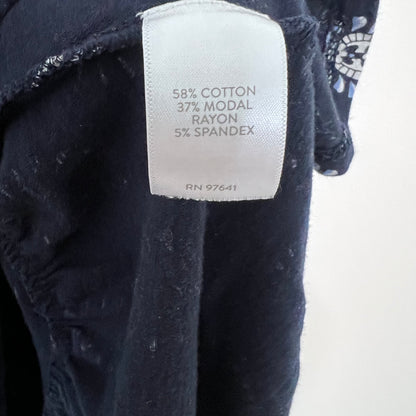 58% COTTON
37% MODAL
RAYON
5% SPANDEX
RN 97641